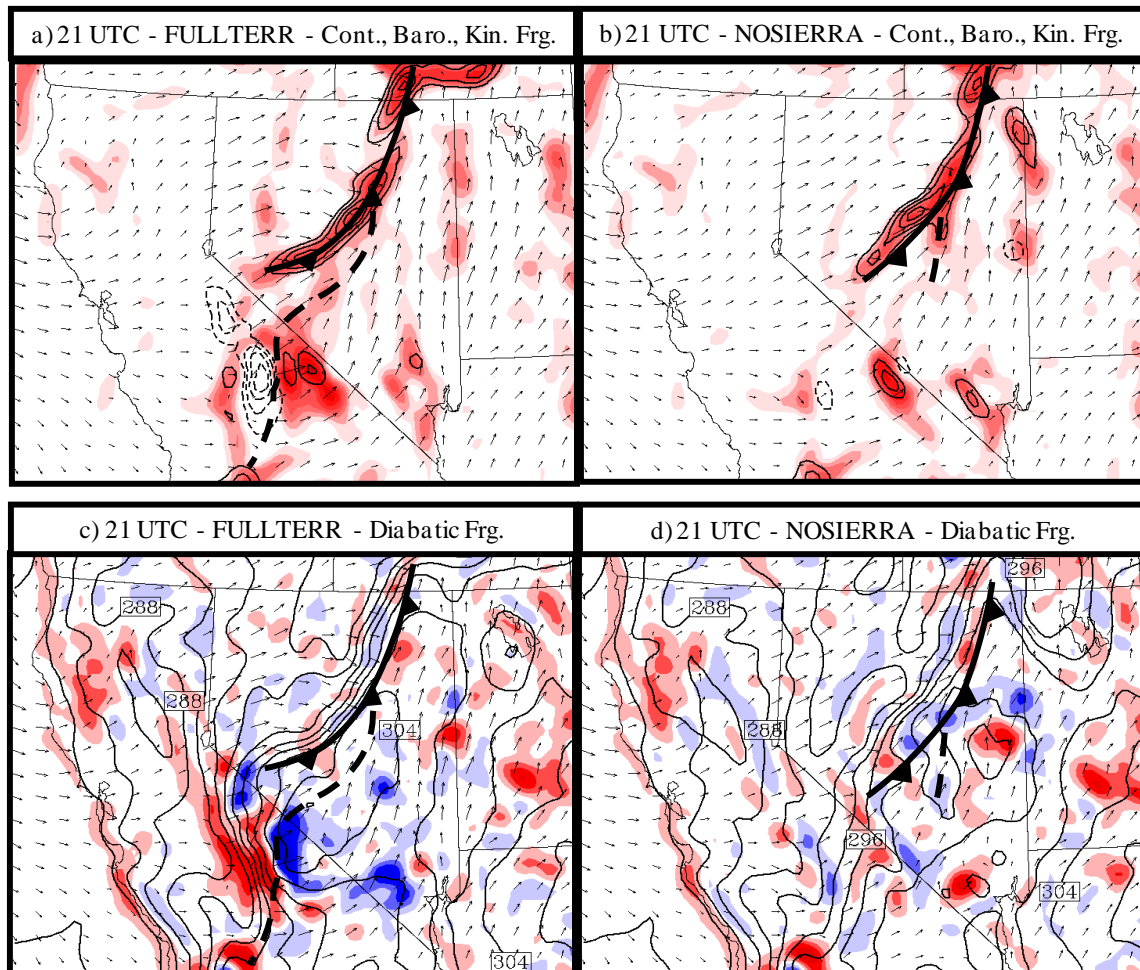 a) 21 UTC - FULLTERR - Cont., Baro., Kin. Frg.
b) 21 UTC - NOSIERRA - Cont., Baro., Kin. Frg.
c) 21 UTC - FULLTERR - Diabatic Frg.
d) 21 UTC - NOSIERRA - Diabatic Frg.
288
288
304
304
296
288
288
296
304